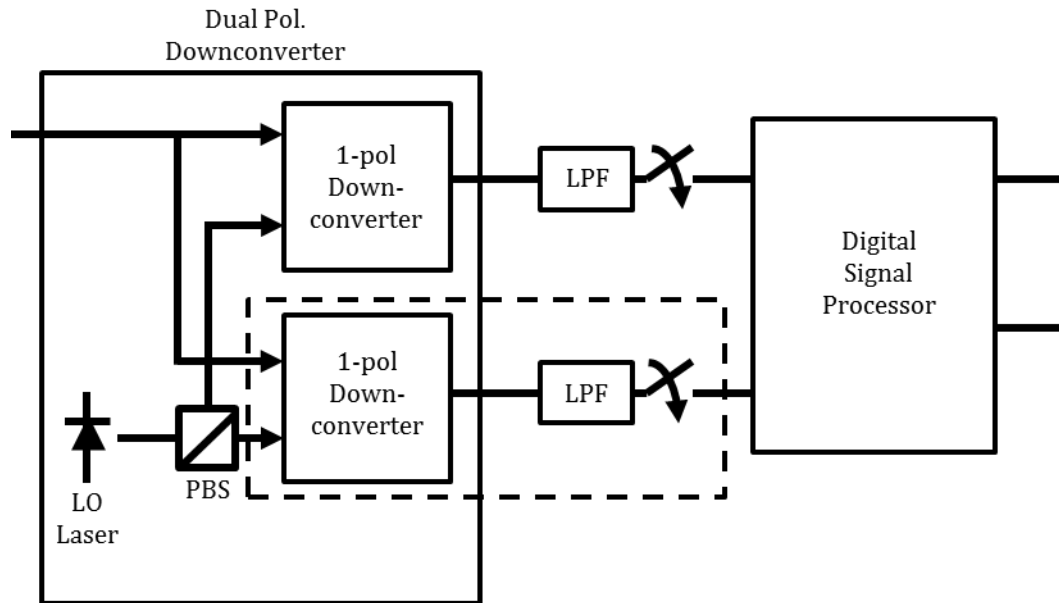 Dual Pol.
Downconverter
1-pol
Down-
converter
LPF
Digital
Signal
Processor
1-pol
Down-
converter
LPF
PBS
LO
Laser